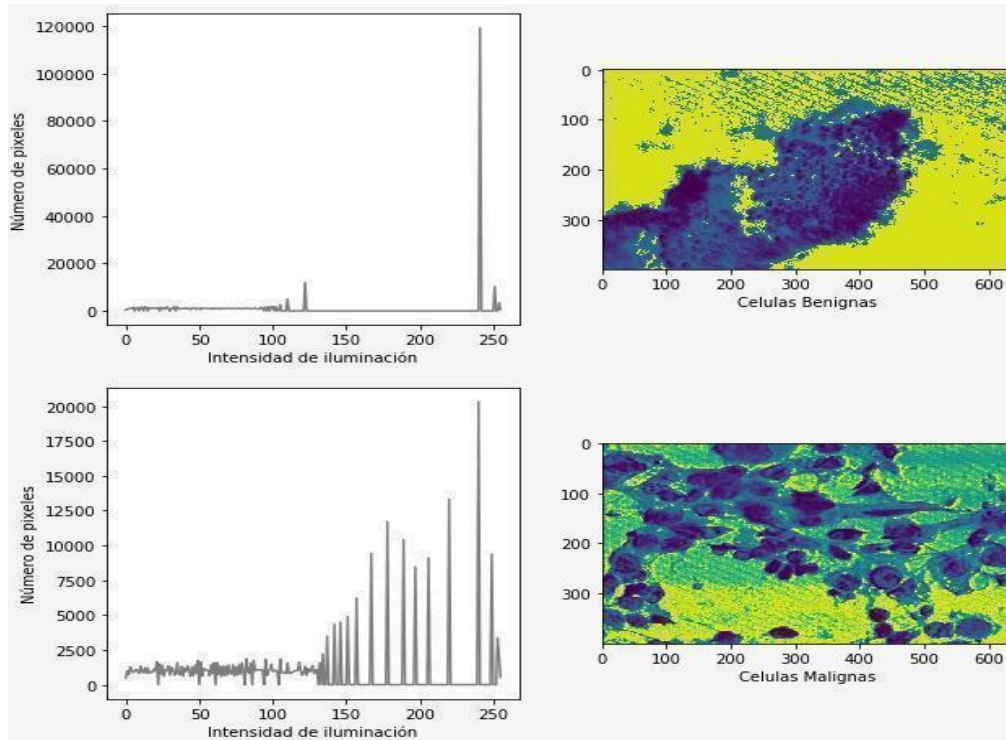 Número de pixeles
120000
100000
80000
60000
40000
20000
0
0 50 100 150 200 250
Intensidad de iluminación
0
100
200
300
0 100 200 300 400 500 600
Celulas Benignas
Número de pixeles
20000
17500
15000
12500
10000
7500
5000
2500
0
0 50 100 150 200 250
Intensidad de iluminación
0
100
200
300
0 100 200 300 400 500 600
Celulas Malignas